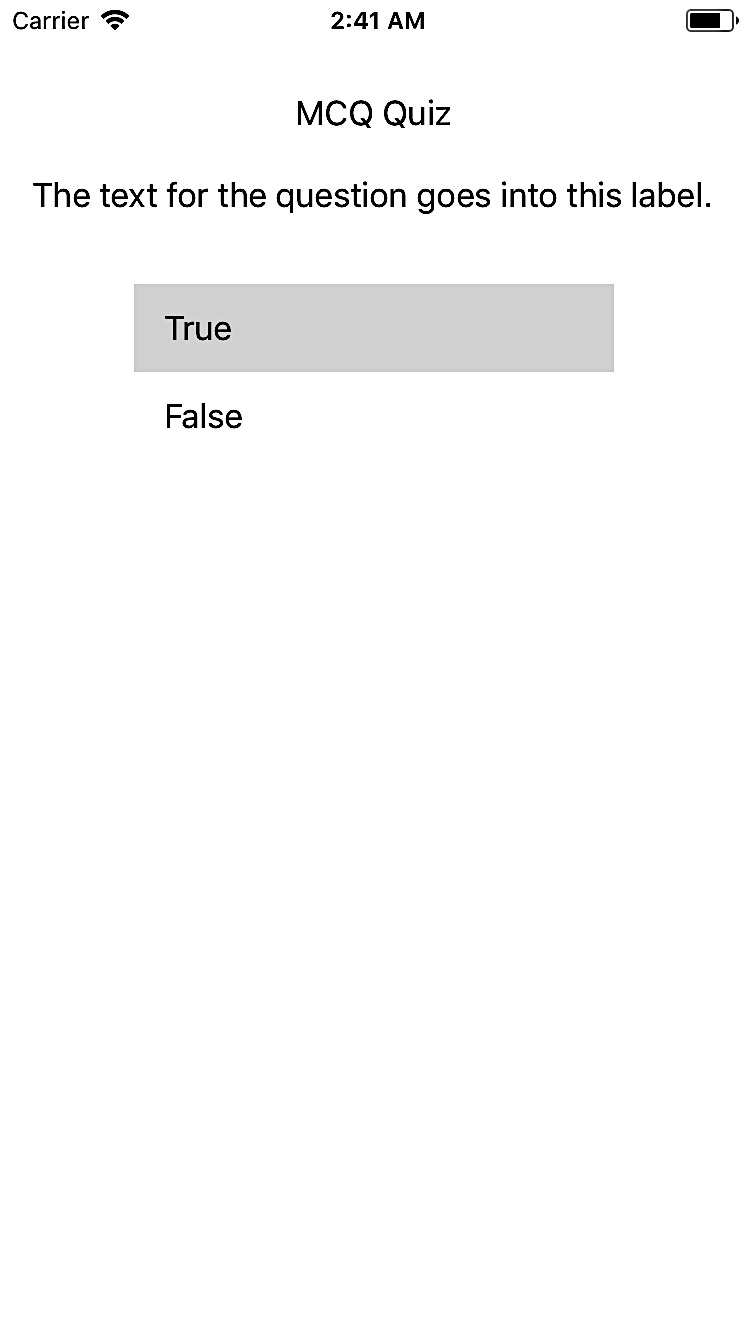 Carrier 2:41 AM
MCQ Quiz
The text for the question goes into this label.
True
False